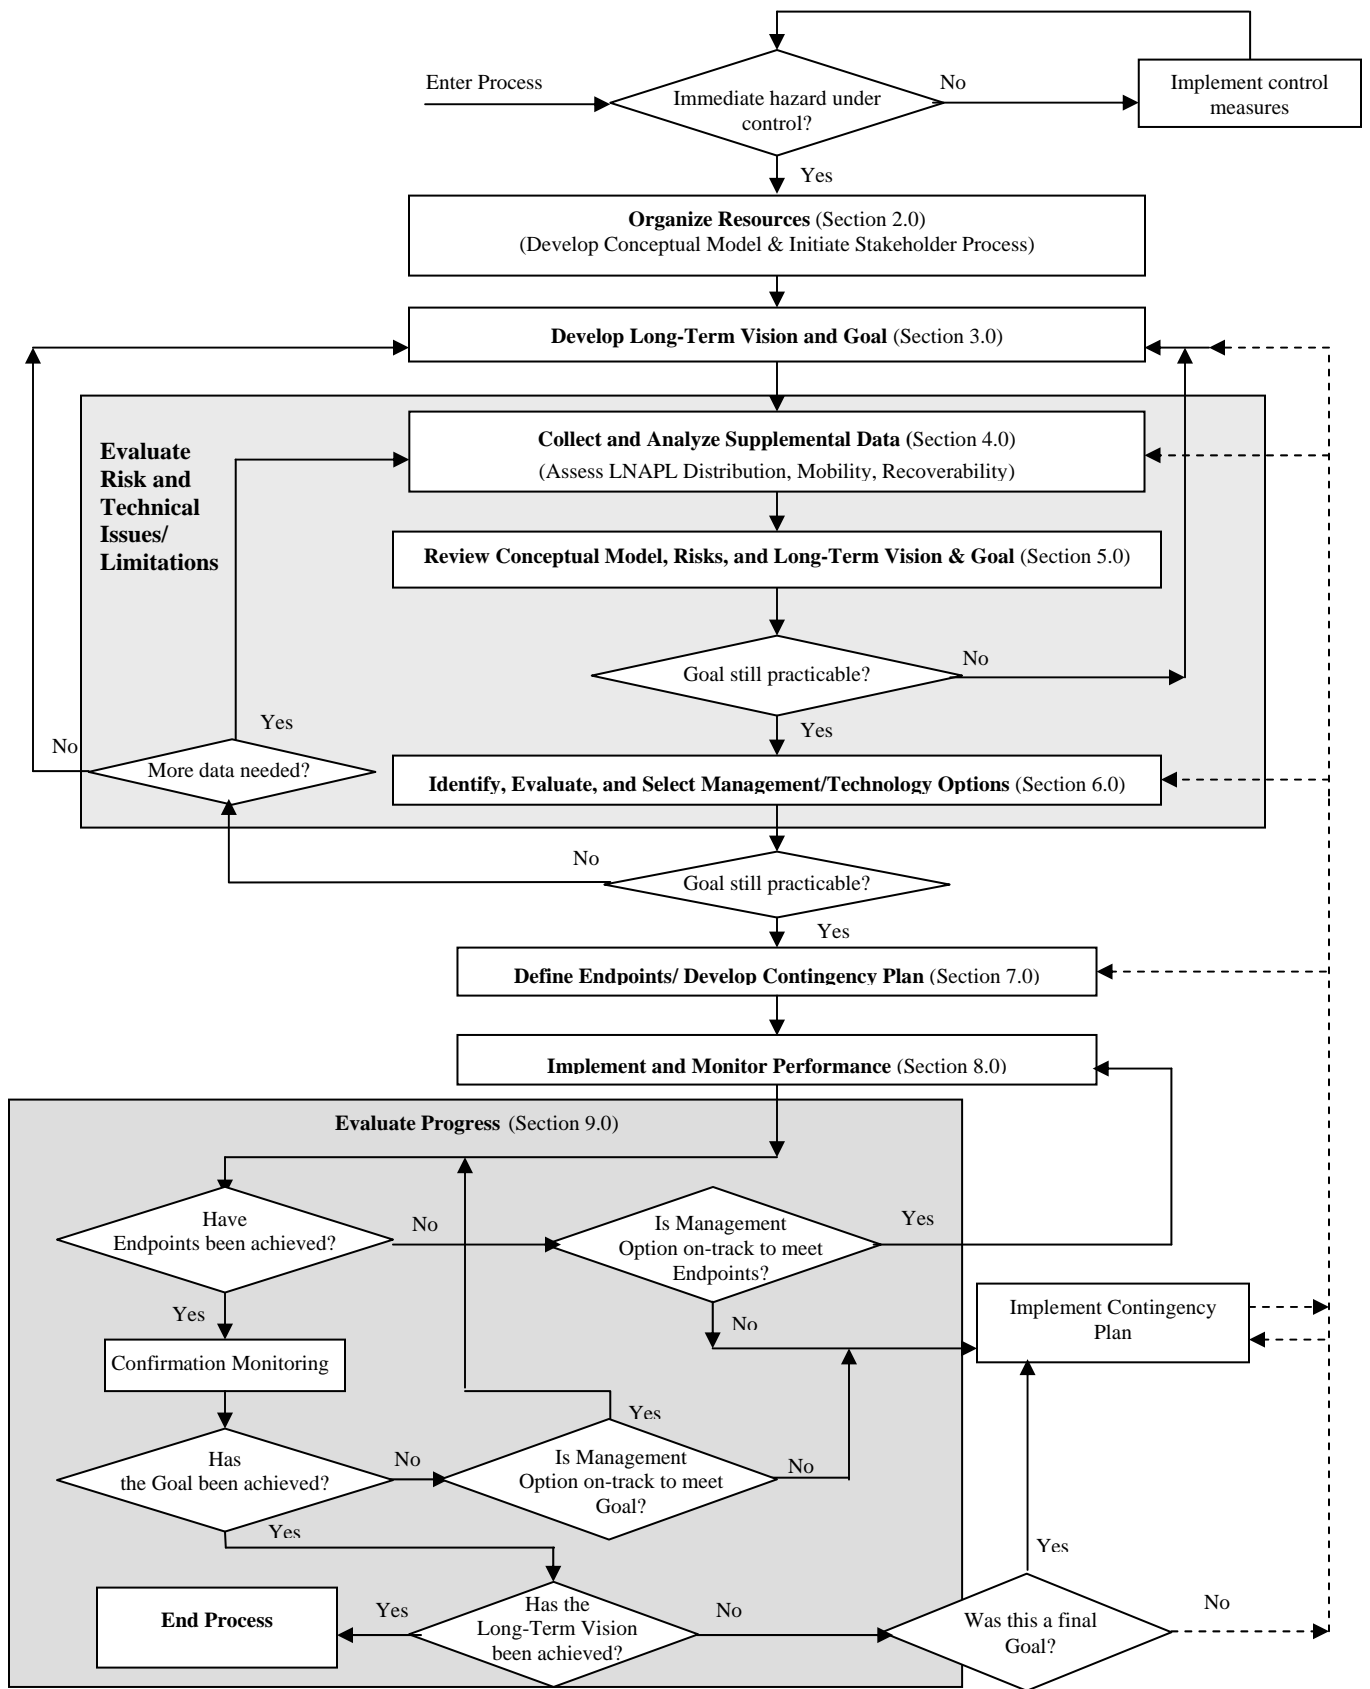 Enter Process
Immediate hazard under
control?
No
Implement control
measures
Yes
Organize Resources (Section 2.0)
(Develop Conceptual Model & Initiate Stakeholder Process)
Develop Long-Term Vision and Goal (Section 3.0)
Evaluate
Risk and
Technical
Issues/
Limitations
Collect and Analyze Supplemental Data (Section 4.0)
(Assess LNAPL Distribution, Mobility, Recoverability)
Review Conceptual Model, Risks, and Long-Term Vision & Goal (Section 5.0)
Goal still practicable?
No
Yes
Yes
No
More data needed?
Identify, Evaluate, and Select Management/Technology Options (Section 6.0)
No
Goal still practicable?
Yes
Define Endpoints/ Develop Contingency Plan (Section 7.0)
Implement and Monitor Performance (Section 8.0)
Evaluate Progress (Section 9.0)
Have
Endpoints been achieved?
No
Is Management
Option on-track to meet
Endpoints?
Yes
Yes
No
Implement Contingency
Plan
Confirmation Monitoring
Yes
Has
the Goal been achieved?
No
Is Management
Option on-track to meet
Goal?
No
Yes
Yes
End Process
Yes
Has the
Long-Term Vision
been achieved?
No
Was this a final
Goal?
No